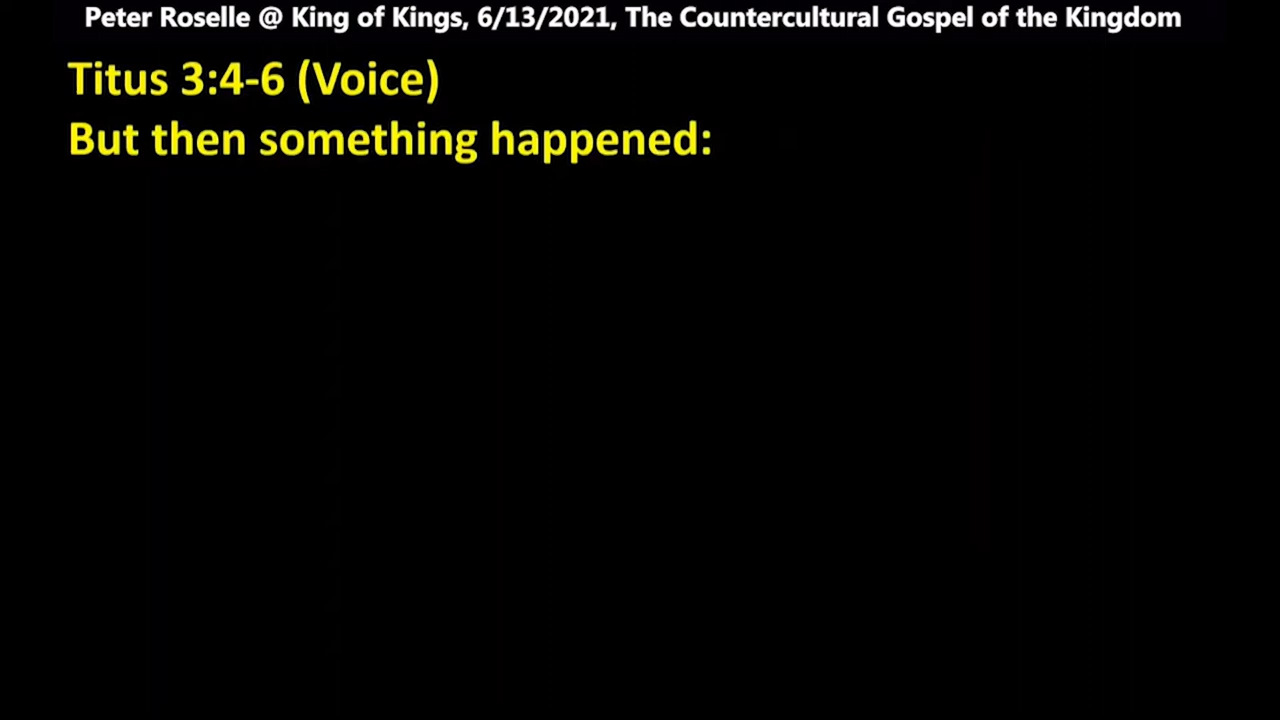 Peter Roselle @ King of Kings, 6/13/2021, The Countercultural Gospel of the Kingdom
Titus 3:4-6 (Voice)
But then something happened: